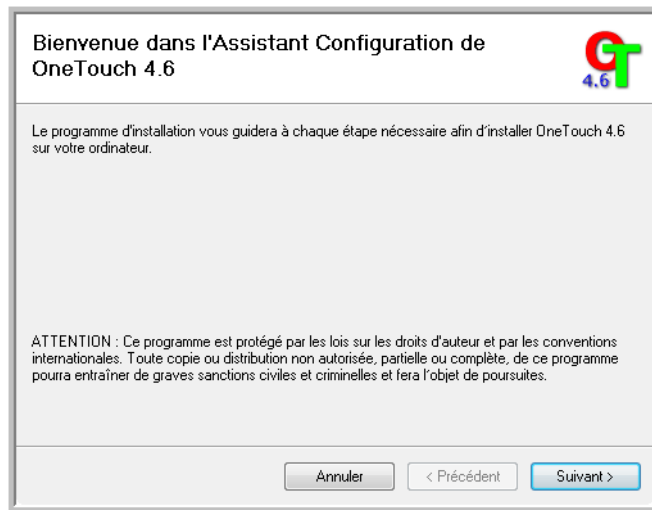 Bienvenue dans l'Assistant Configuration de
OneTouch 4.6
OT
4.6
Le programme d'installation vous guidera à chaque étape nécessaire afin d´installer OneTouch 4.6
sur votre ordinateur.
ATTENTION : Ce programme est protégé par les lois sur les droits d'auteur et par les conventions
internationales. Toute copie ou distribution non autorisée, partielle ou complète, de ce programme
pourra entraîner de graves sanctions civiles et criminelles et fera l´objet de poursuites.
Annuler
< Précédent
Suivant >